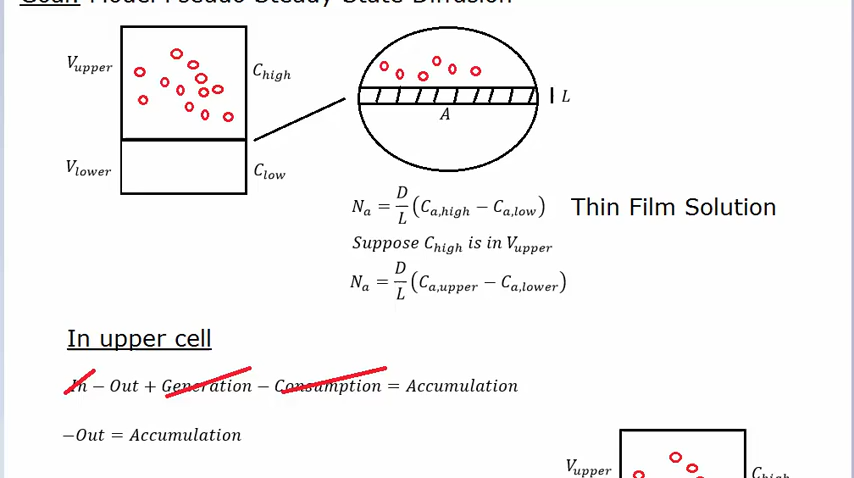 Goal: Model Pseudo Steady State Diffusion
V_upper
C_high
L
A
V_lower
C_low
N_a = D/L (C_a,high − C_a,low)
Thin Film Solution
Suppose C_high is in V_upper
N_a = D/L (C_a,upper − C_a,lower)
In upper cell
In − Out + Generation − Consumption = Accumulation
−Out = Accumulation
V_upper
C_high